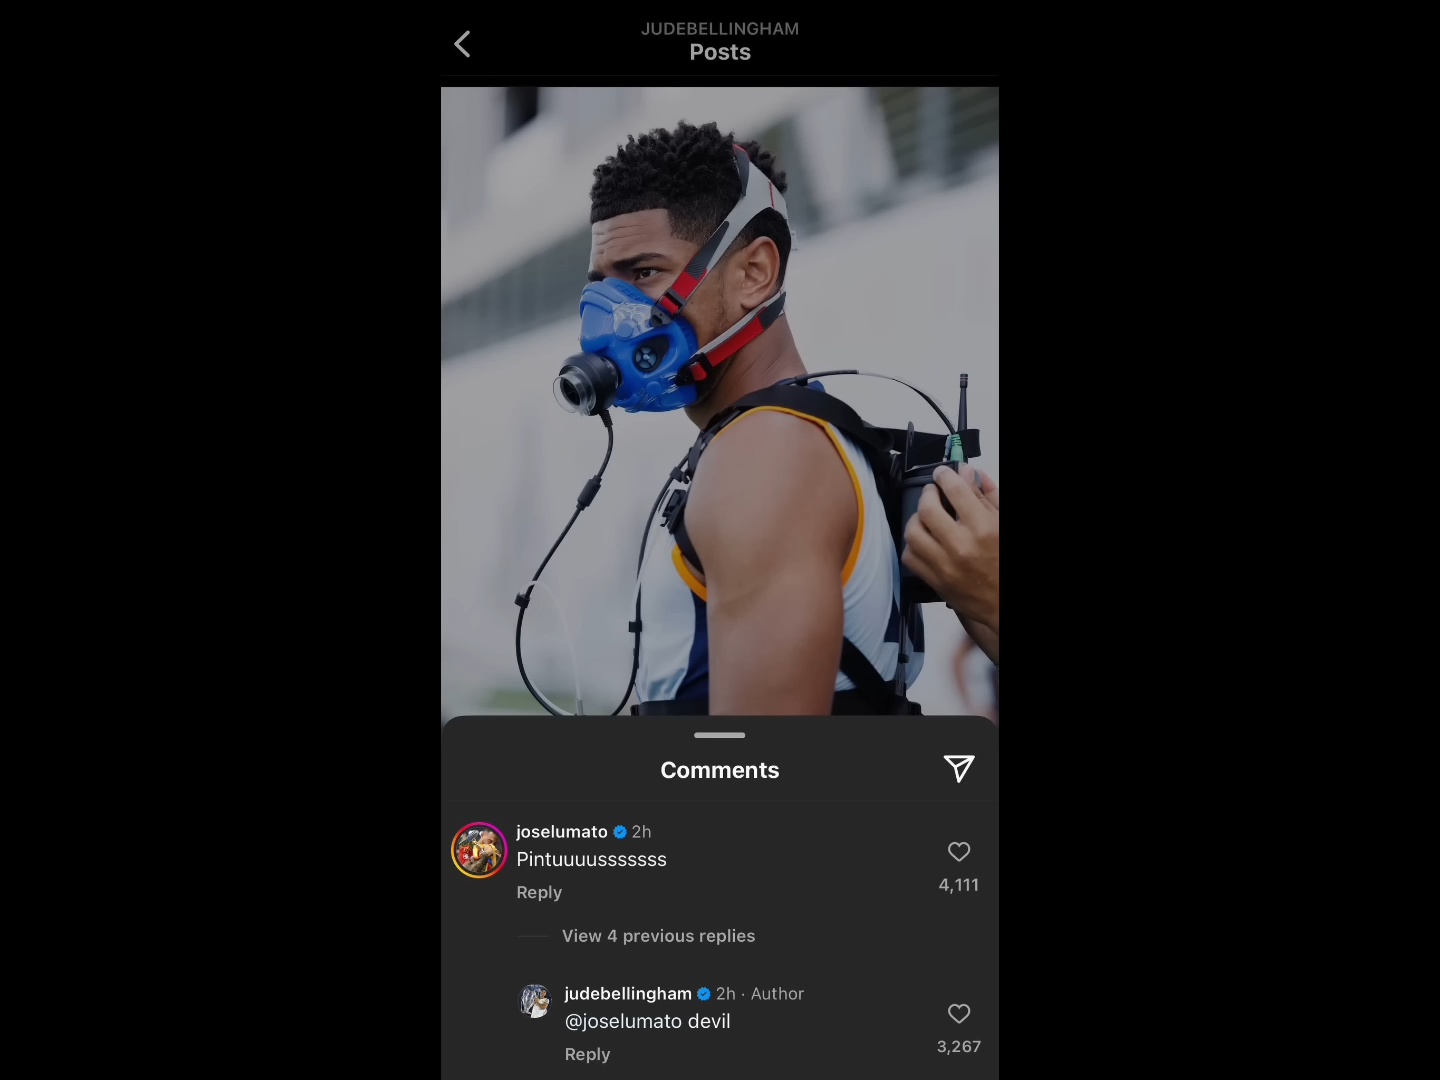 JUDEBELLINGHAM
Posts
Comments
joselumato 2h
Pintuuuusssssss
4,111
Reply
View 4 previous replies
judebellingham 2h · Author
@joselumato devil
3,267
Reply